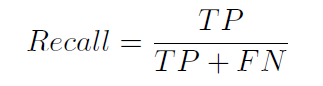 Recall = TP / TP + FN